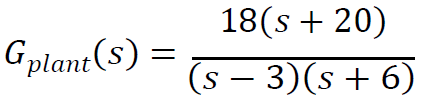 G_plant(s) = 18(s + 20) / (s − 3)(s + 6)